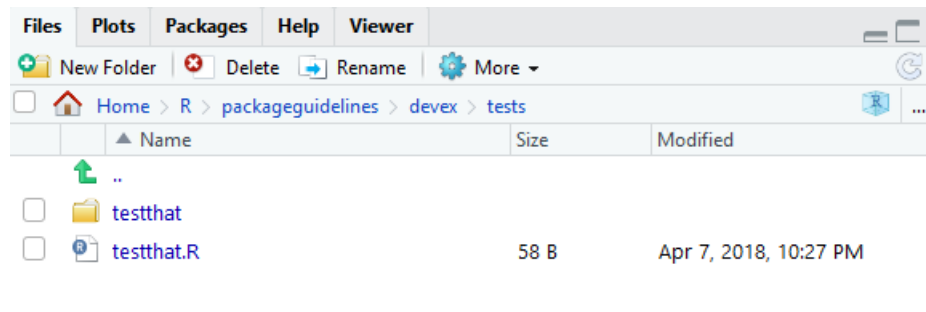 Files Plots Packages Help Viewer
New Folder Delete Rename More
Home > R > packageguidelines > devex > tests R ...
Name Size Modified
..
testthat
R testthat.R 58 B Apr 7, 2018, 10:27 PM